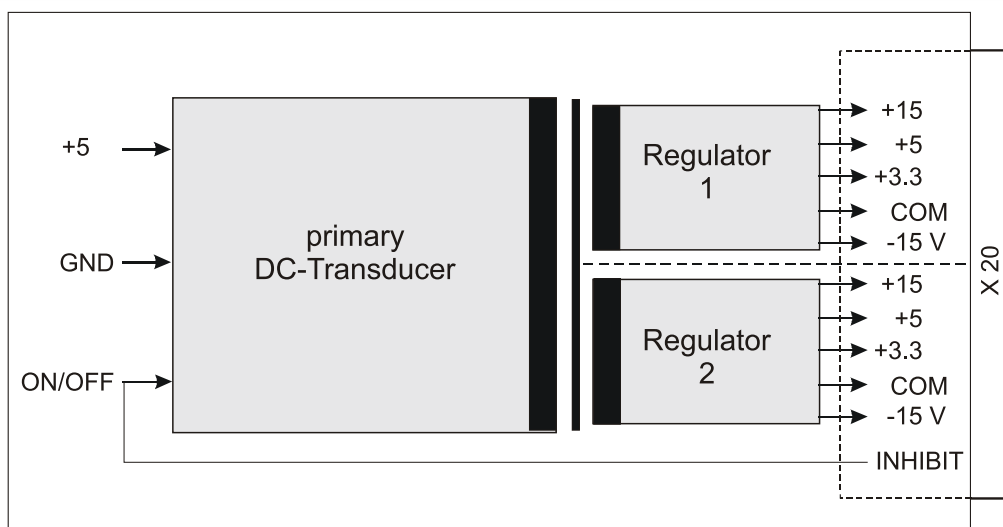 +5
GND
ON/OFF
primary
DC-Transducer
Regulator
1
+15
+5
+3.3
COM
-15 V
Regulator
2
+15
+5
+3.3
COM
-15 V
INHIBIT
X 20